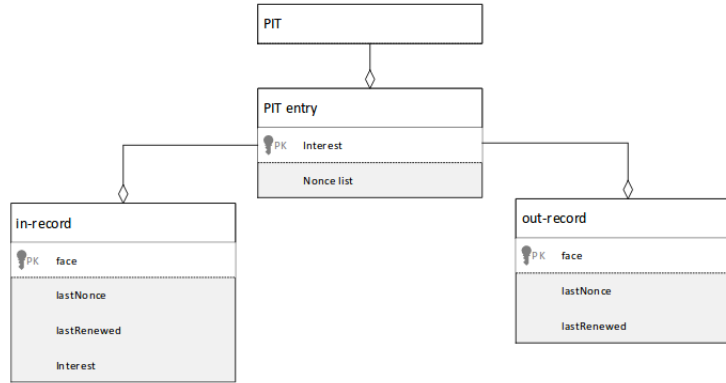 PIT
PIT entry
PK Interest
Nonce list
in-record
PK face
lastNonce
lastRenewed
Interest
out-record
PK face
lastNonce
lastRenewed